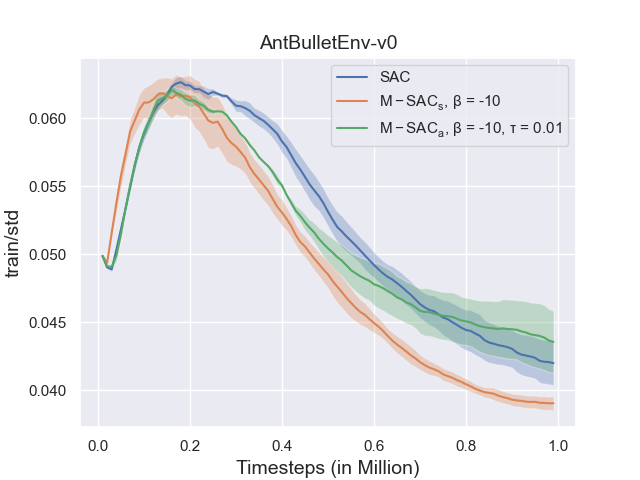 AntBulletEnv-v0
SAC
M−SACₛ, β = -10
M−SACₐ, β = -10, τ = 0.01
train/std
0.060
0.055
0.050
0.045
0.040
0.0 0.2 0.4 0.6 0.8 1.0
Timesteps (in Million)